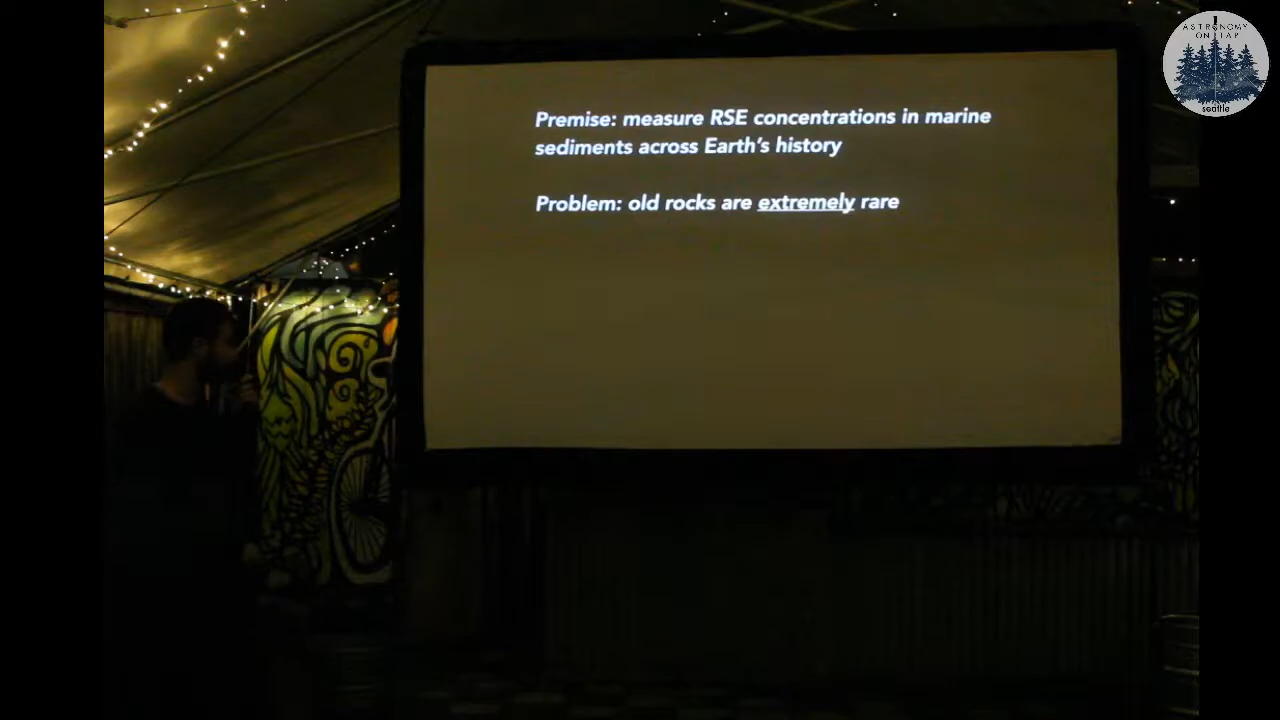 ASTRONOMY
ON TAP
seattle
Premise: measure RSE concentrations in marine
sediments across Earth's history
Problem: old rocks are extremely rare